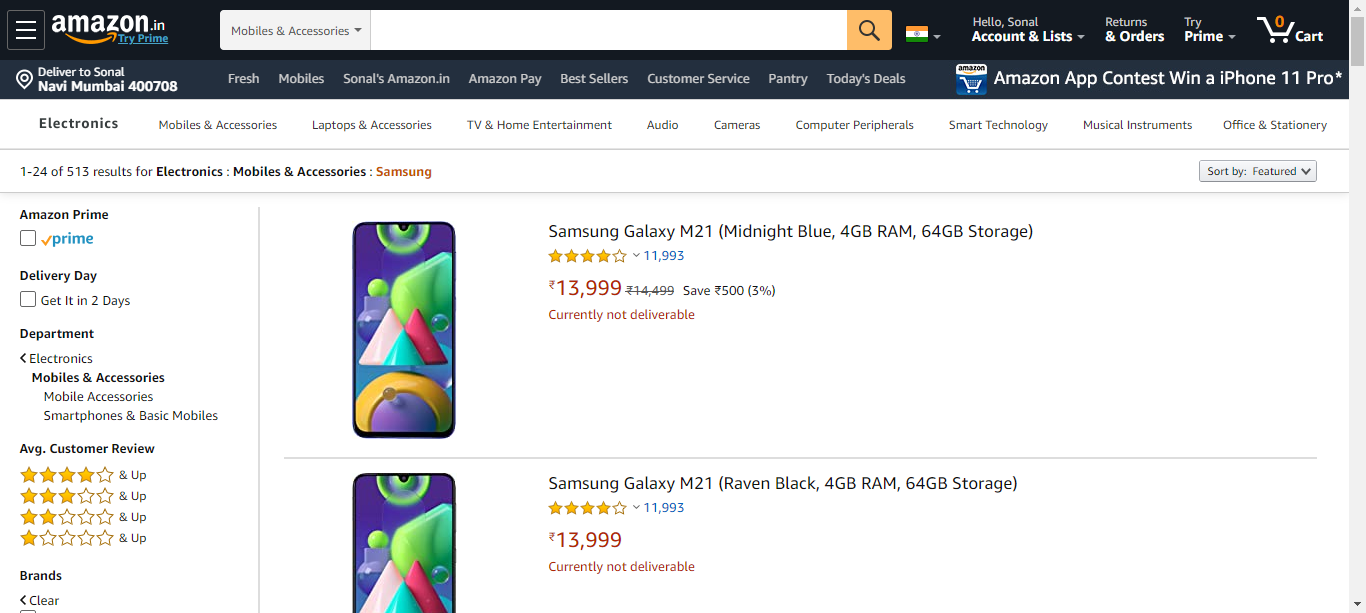 amazon.in
Try Prime
Mobiles & Accessories
Hello, Sonal
Account & Lists
Returns
& Orders
Try
Prime
0
Cart
Deliver to Sonal
Navi Mumbai 400708
Fresh Mobiles Sonal's Amazon.in Amazon Pay Best Sellers Customer Service Pantry Today's Deals
amazon
Amazon App Contest Win a iPhone 11 Pro*
Electronics Mobiles & Accessories Laptops & Accessories TV & Home Entertainment Audio Cameras Computer Peripherals Smart Technology Musical Instruments Office & Stationery
1-24 of 513 results for Electronics : Mobiles & Accessories : Samsung
Sort by: Featured
Amazon Prime
prime
Delivery Day
Get It in 2 Days
Department
Electronics
Mobiles & Accessories
Mobile Accessories
Smartphones & Basic Mobiles
Avg. Customer Review
& Up
& Up
& Up
& Up
Brands
Clear
Samsung Galaxy M21 (Midnight Blue, 4GB RAM, 64GB Storage)
11,993
₹13,999 ₹14,499 Save ₹500 (3%)
Currently not deliverable
Samsung Galaxy M21 (Raven Black, 4GB RAM, 64GB Storage)
11,993
₹13,999
Currently not deliverable